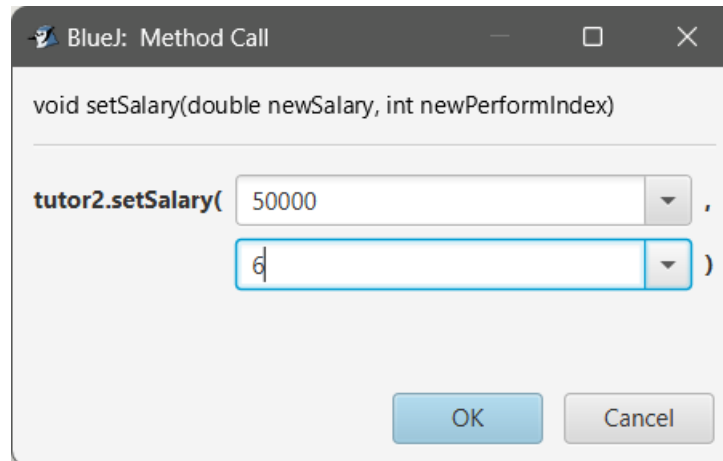 BlueJ: Method Call
void setSalary(double newSalary, int newPerformIndex)
tutor2.setSalary( 50000 ,
6 )
OK Cancel